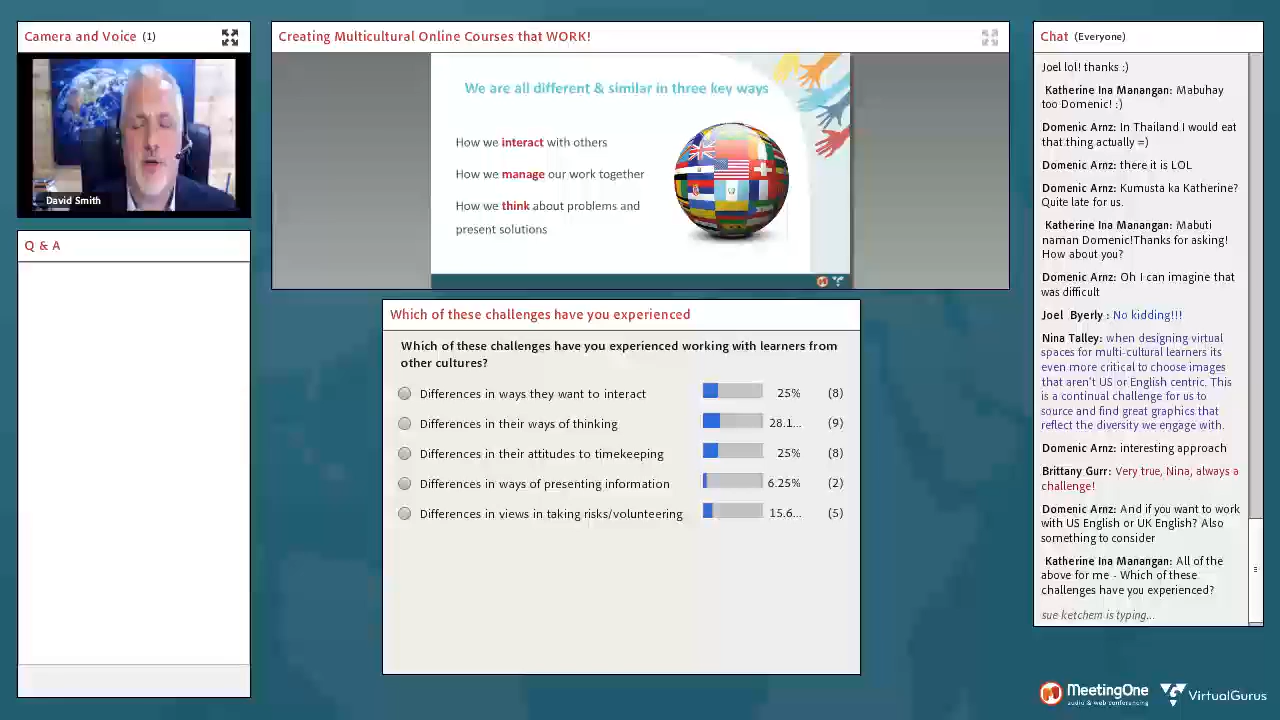 Camera and Voice (1)
David Smith
Q & A
Creating Multicultural Online Courses that WORK!
We are all different & similar in three key ways
How we interact with others
How we manage our work together
How we think about problems and
present solutions
Which of these challenges have you experienced
Which of these challenges have you experienced working with learners from
other cultures?
Differences in ways they want to interact 25% (8)
Differences in their ways of thinking 28.1... (9)
Differences in their attitudes to timekeeping 25% (8)
Differences in ways of presenting information 6.25% (2)
Differences in views in taking risks/volunteering 15.6... (5)
Chat (Everyone)
Joel lol! thanks :)
Katherine Ina Manangan: Mabuhay
too Domenic! :)
Domenic Arnz: In Thailand I would eat
that thing actually =)
Domenic Arnz: there it is LOL
Domenic Arnz: Kumusta ka Katherine?
Quite late for us.
Katherine Ina Manangan: Mabuti
naman Domenic!Thanks for asking!
How about you?
Domenic Arnz: Oh I can imagine that
was difficult
Joel Byerly : No kidding!!!
Nina Talley: when designing virtual
spaces for multi-cultural learners its
even more critical to choose images
that aren't US or English centric. This
is a continual challenge for us to
source and find great graphics that
reflect the diversity we engage with.
Domenic Arnz: interesting approach
Brittany Gurr: Very true, Nina, always a
challenge!
Domenic Arnz: And if you want to work
with US English or UK English? Also
something to consider
Katherine Ina Manangan: All of the
above for me - Which of these
challenges have you experienced?
sue ketchem is typing...
MeetingOne
audio & web conferencing
VirtualGurus